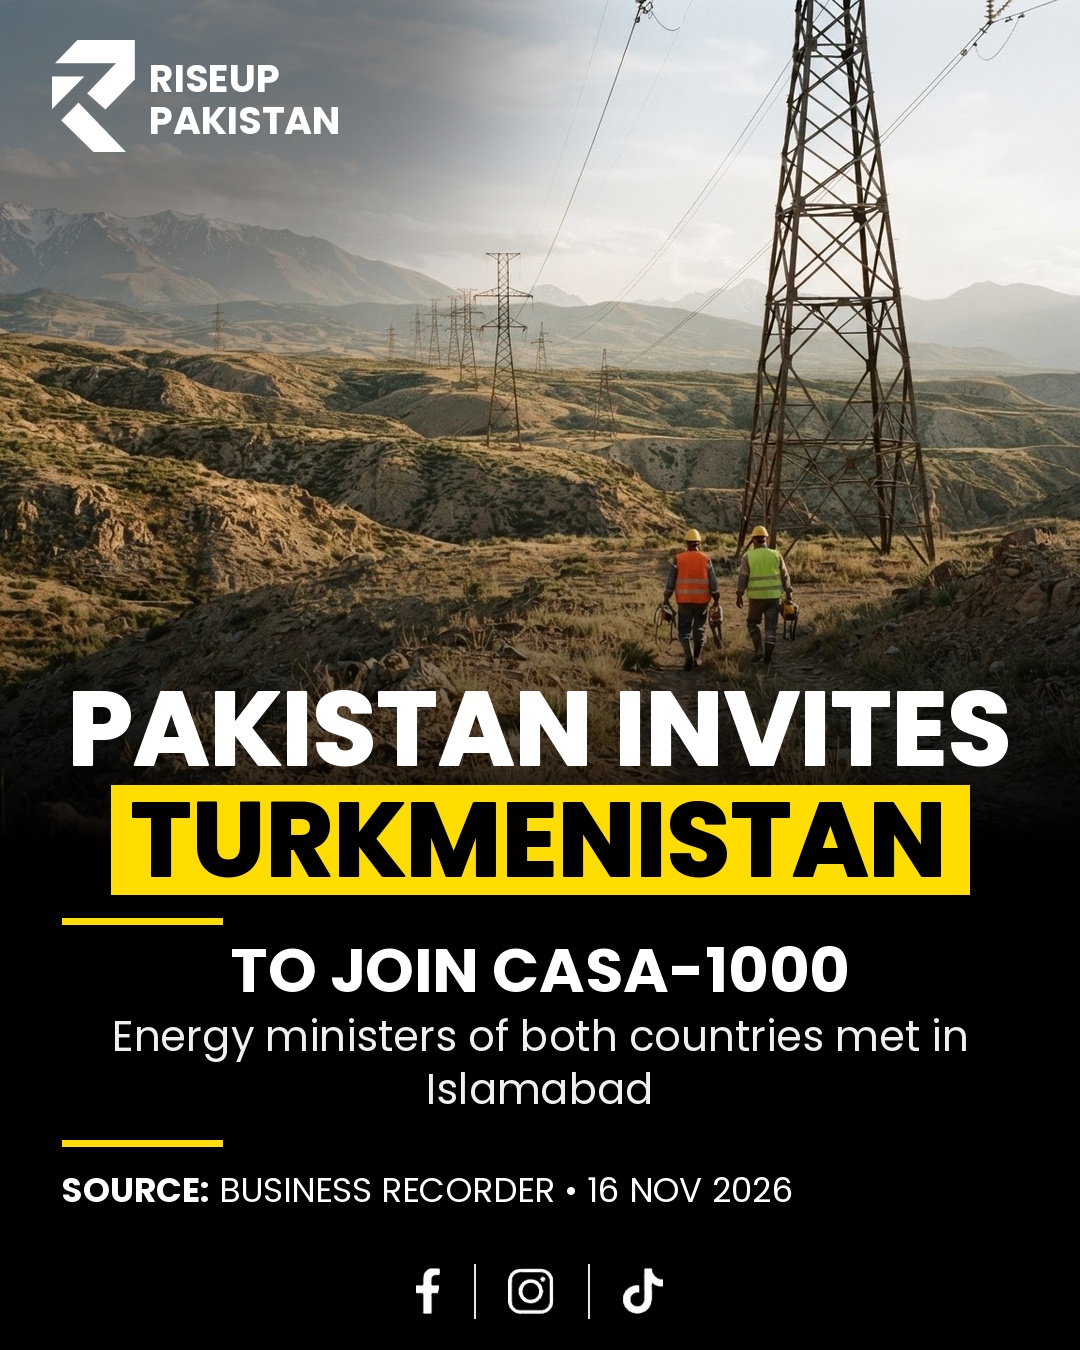 RISEUP
PAKISTAN
PAKISTAN INVITES
TURKMENISTAN
TO JOIN CASA-1000
Energy ministers of both countries met in
Islamabad
SOURCE: BUSINESS RECORDER • 16 NOV 2026